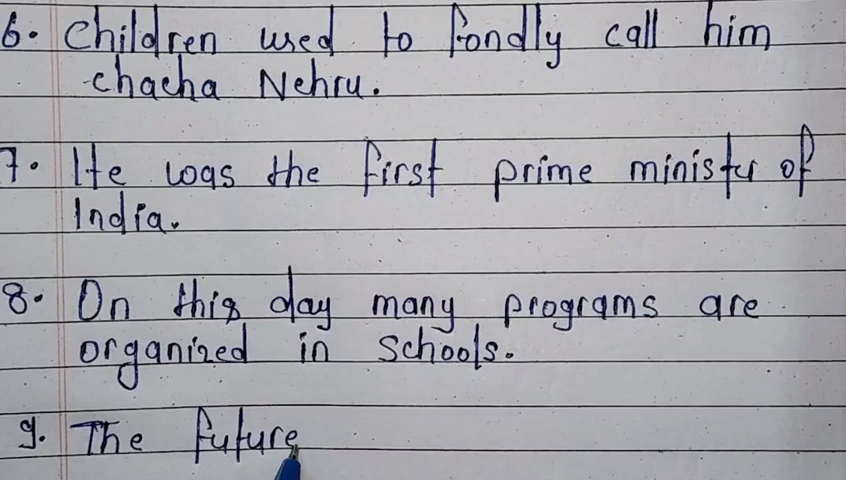 6. Children used to fondly call him
chacha Nehru.
7. He was the first prime minister of
India.
8. On this day many programs are
organized in schools.
9. The future